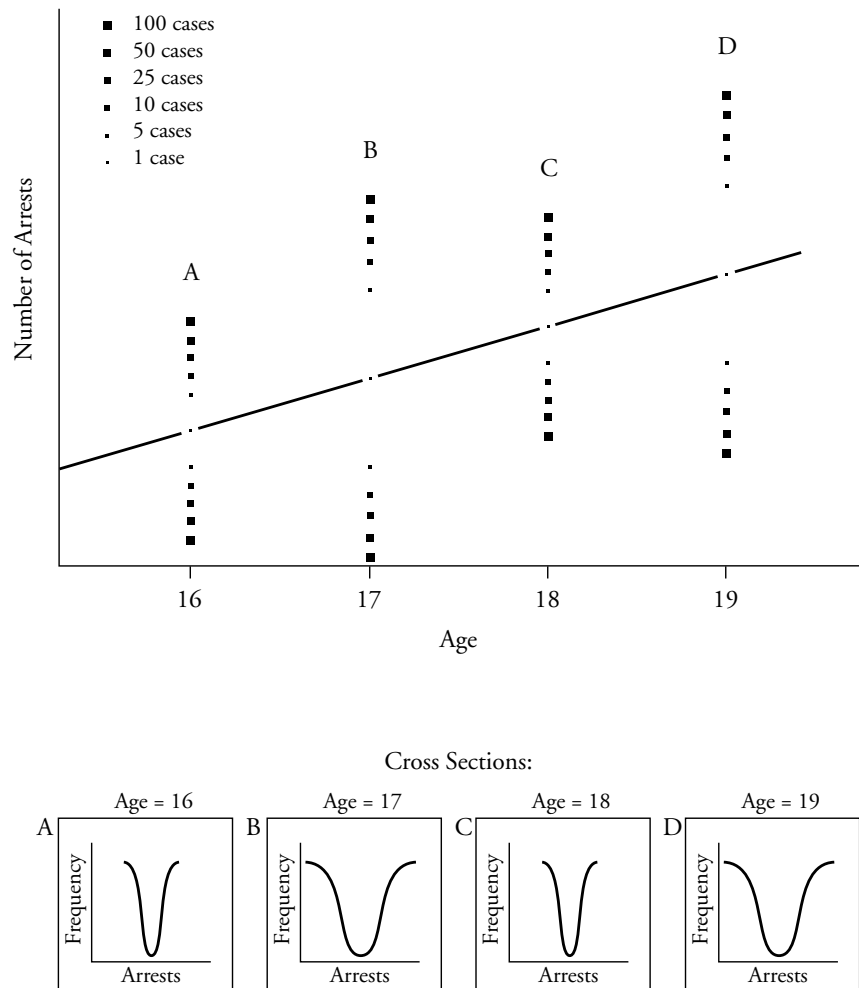 100 cases
50 cases
25 cases
10 cases
5 cases
1 case
A
B
C
D
Number of Arrests
16 17 18 19
Age
Cross Sections:
Age = 16 Age = 17 Age = 18 Age = 19
A B C D
Frequency Frequency Frequency Frequency
Arrests Arrests Arrests Arrests